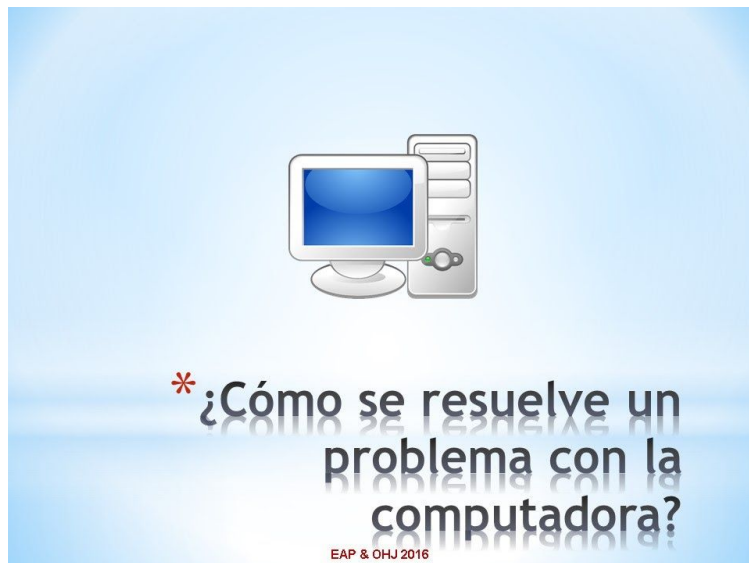 *¿Cómo se resuelve un
problema con la
computadora?
EAP & OHJ 2016